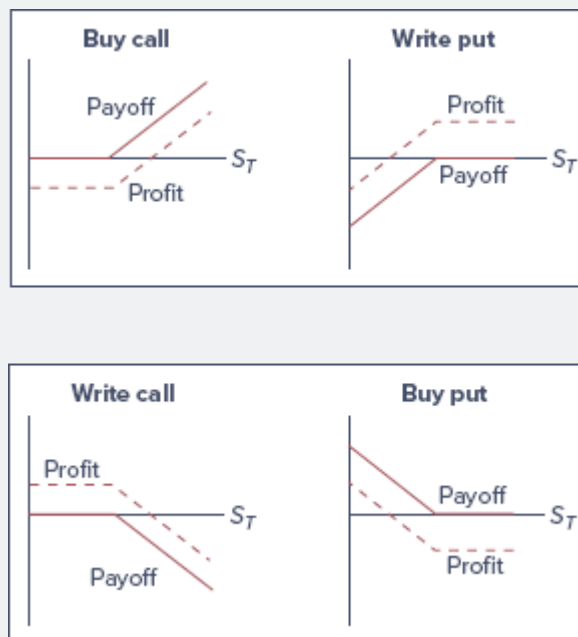 Buy call
Write put
Payoff
Profit
S_T
Profit
S_T
Payoff
Write call
Buy put
Profit
S_T
Payoff
Payoff
S_T
Profit